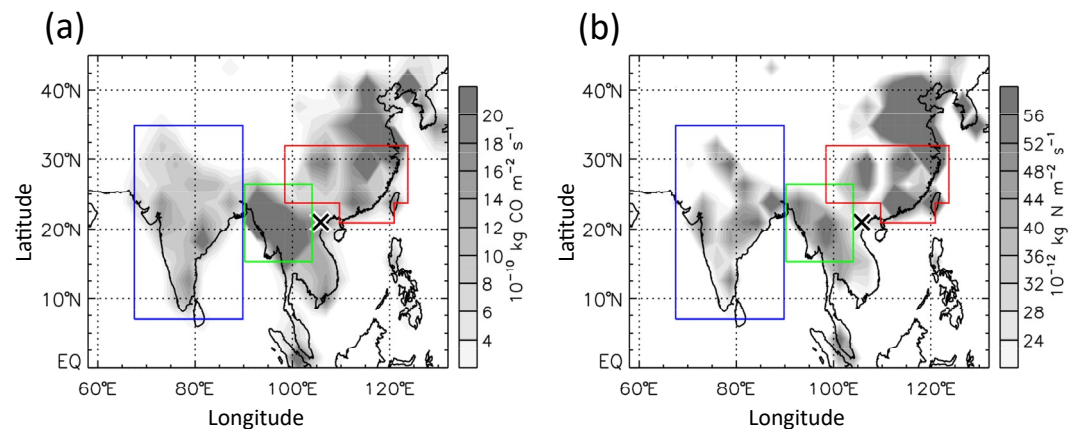 (a)
(b)
40°N
30°N
20°N
10°N
EQ
Latitude
60°E
80°E
100°E
120°E
Longitude
20
18
16
14
12
10
8
6
4
10⁻¹⁰ kg CO m⁻² s⁻¹
40°N
30°N
20°N
10°N
EQ
Latitude
60°E
80°E
100°E
120°E
Longitude
56
52
48
44
40
36
32
28
24
10⁻¹² kg N m⁻² s⁻¹